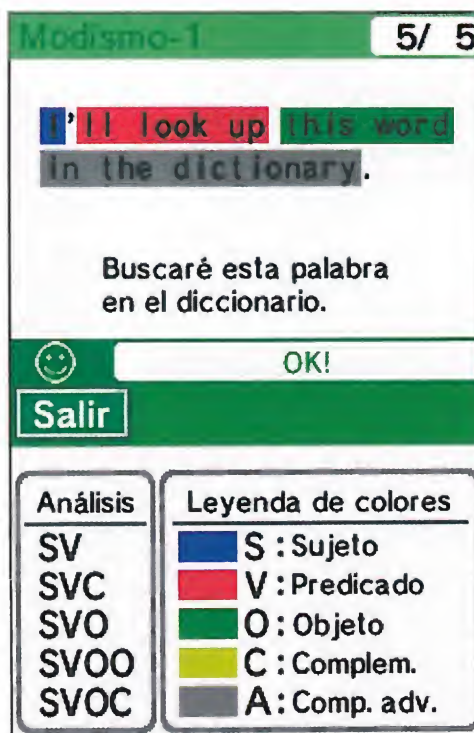 Modismo-1 5/ 5
I'll look up this word
in the dictionary.
Buscaré esta palabra
en el diccionario.
OK!
Salir
Análisis
SV
SVC
SVO
SVOO
SVOC
Leyenda de colores
S : Sujeto
V : Predicado
O : Objeto
C : Complem.
A : Comp. adv.